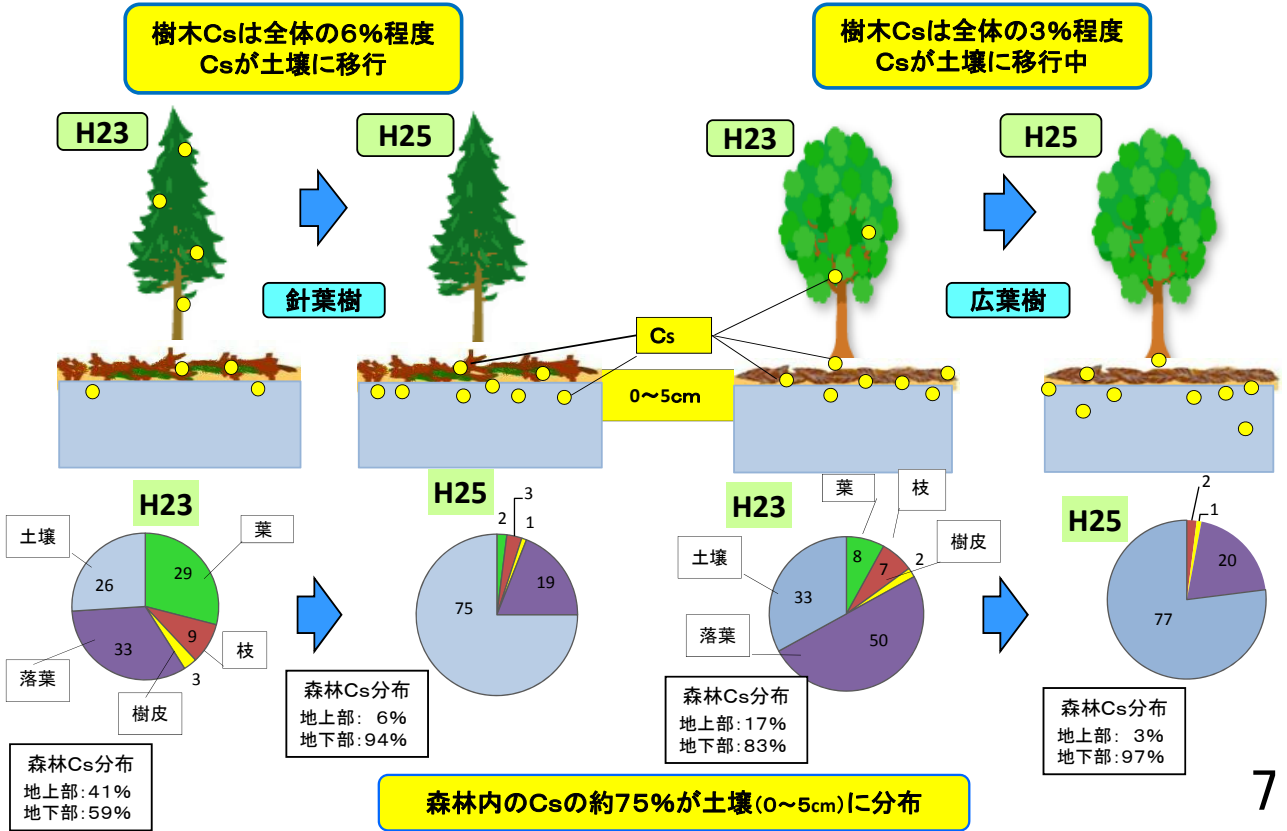 樹木Csは全体の6%程度
Csが土壌に移行
樹木Csは全体の3%程度
Csが土壌に移行中
H23
H25
H23
H25
針葉樹
広葉樹
Cs
0～5cm
H23
葉
土壌
29
26
9
枝
33
落葉
3
樹皮
森林Cs分布
地上部:41%
地下部:59%
H25
3
2
1
19
75
森林Cs分布
地上部: 6%
地下部:94%
H23
葉
枝
土壌
樹皮
8
7
2
33
落葉
50
森林Cs分布
地上部:17%
地下部:83%
H25
2
1
20
77
森林Cs分布
地上部: 3%
地下部:97%
森林内のCsの約75%が土壌(0～5cm)に分布
7